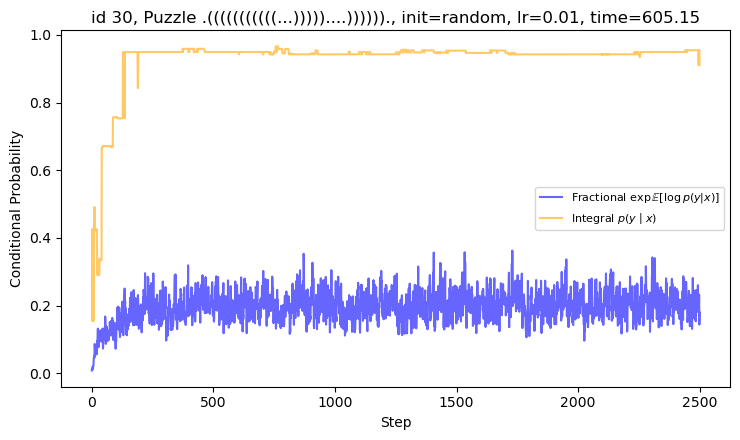 id 30, Puzzle .(((((((((((...)))))....))))))., init=random, lr=0.01, time=605.15
1.0
0.8
0.6
0.4
0.2
0.0
Conditional Probability
Fractional exp𝔼[log p(y|x)]
Integral p(y | x)
0 500 1000 1500 2000 2500
Step